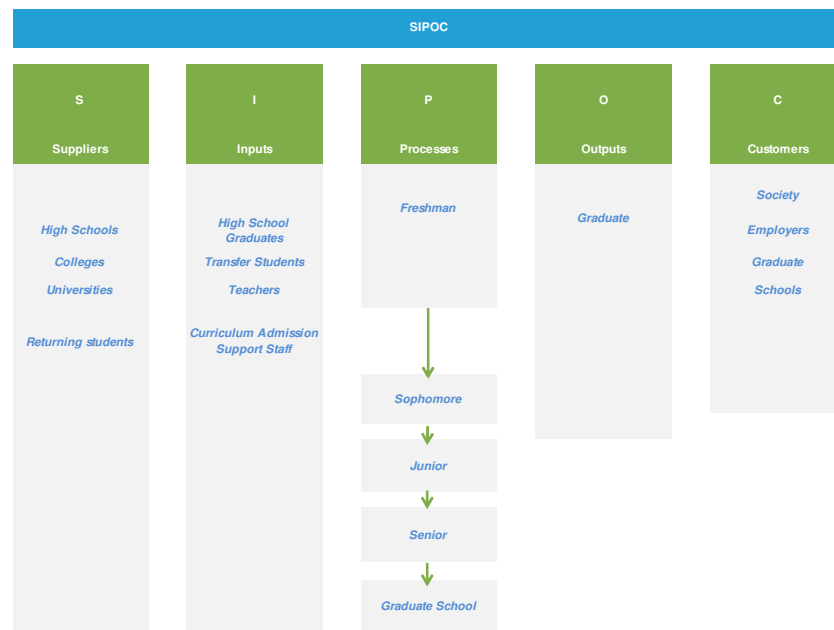 SIPOC
S
Suppliers
High Schools
Colleges
Universities
Returning students
I
Inputs
High School
Graduates
Transfer Students
Teachers
Curriculum Admission
Support Staff
P
Processes
Freshman
Sophomore
Junior
Senior
Graduate School
O
Outputs
Graduate
C
Customers
Society
Employers
Graduate
Schools